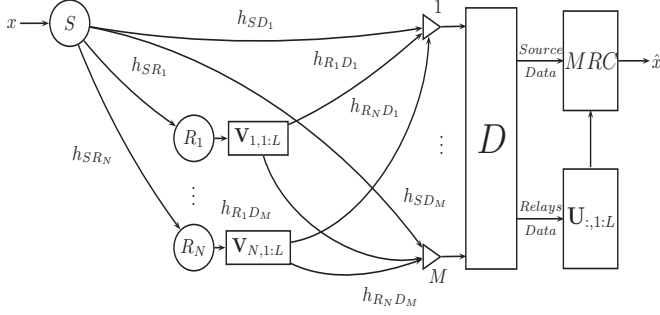 x
S
1
h_{SD_1}
h_{R_1D_1}
h_{SR_1}
h_{R_ND_1}
R_1
V_{1,1:L}
h_{SR_N}
⋮
⋮
h_{SD_M}
h_{R_1D_M}
R_N
V_{N,1:L}
M
h_{R_ND_M}
D
Source
Data
MRC
x̂
Relays
Data
U_{:,1:L}